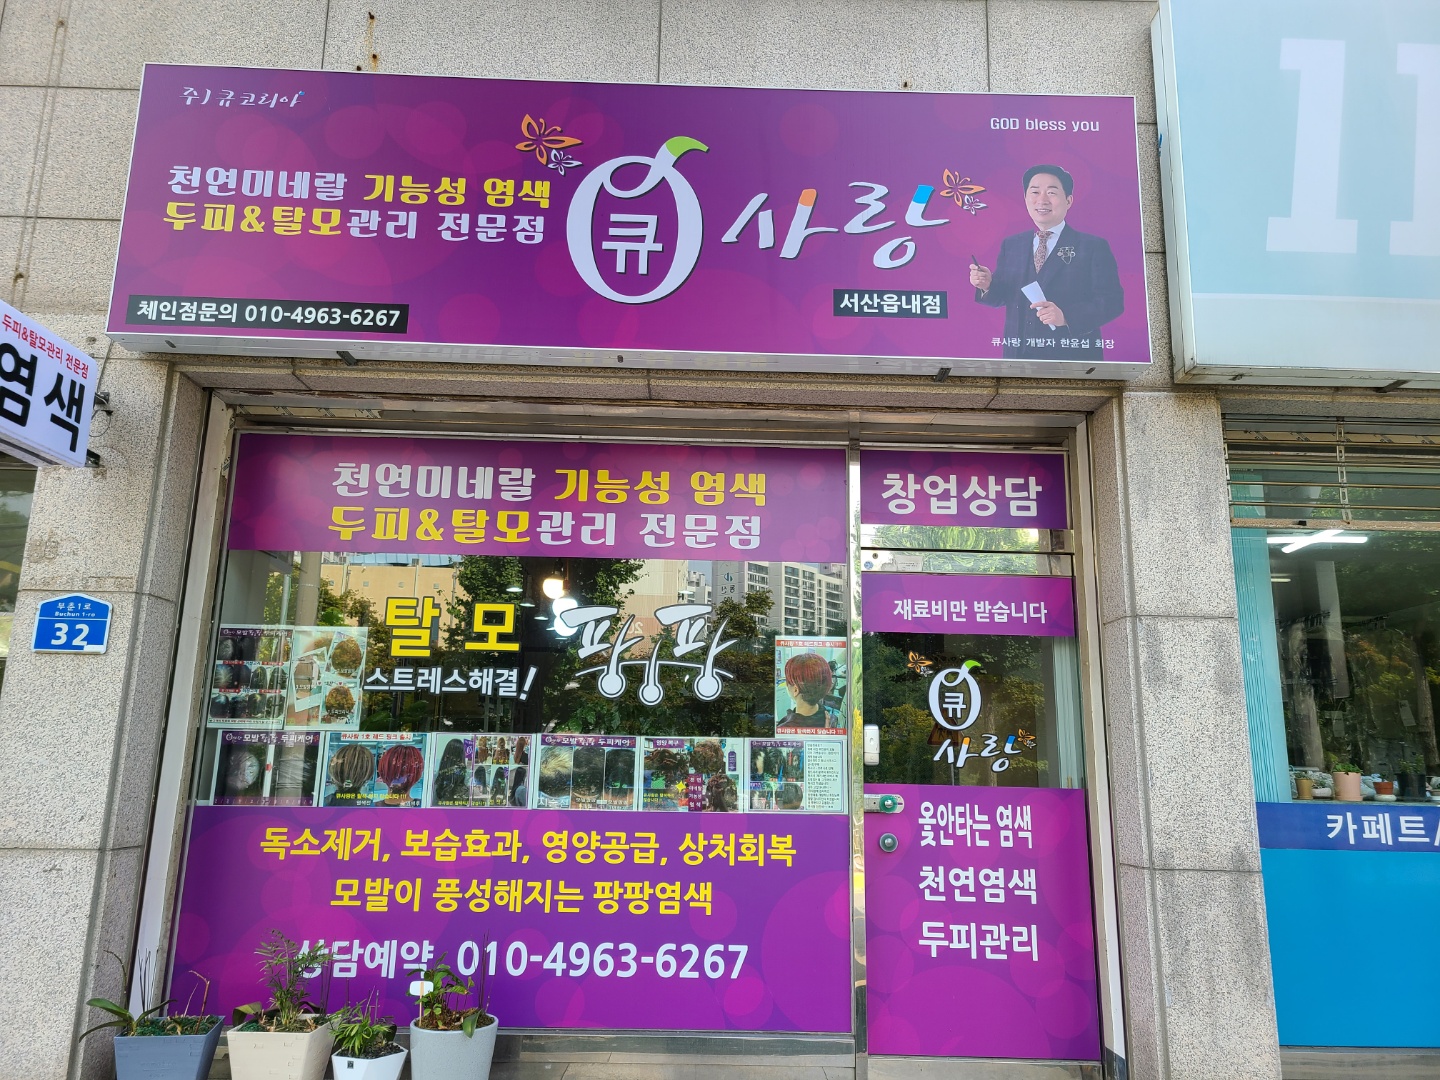 주) 큐코리아
GOD bless you
천연미네랄 기능성 염색
두피&탈모관리 전문점
큐
사랑
체인점문의 010-4963-6267
서산읍내점
큐사랑 개발자 한윤섭 회장
두피&탈모관리 전문점
염색
부춘1로
Buchun 1-ro
32
천연미네랄 기능성 염색
두피&탈모관리 전문점
창업상담
재료비만 받습니다
탈모 팡팡
스트레스해결!
큐
사랑
독소제거, 보습효과, 영양공급, 상처회복
모발이 풍성해지는 팡팡염색
상담예약 010-4963-6267
옻안타는 염색
천연염색
두피관리
카페트/